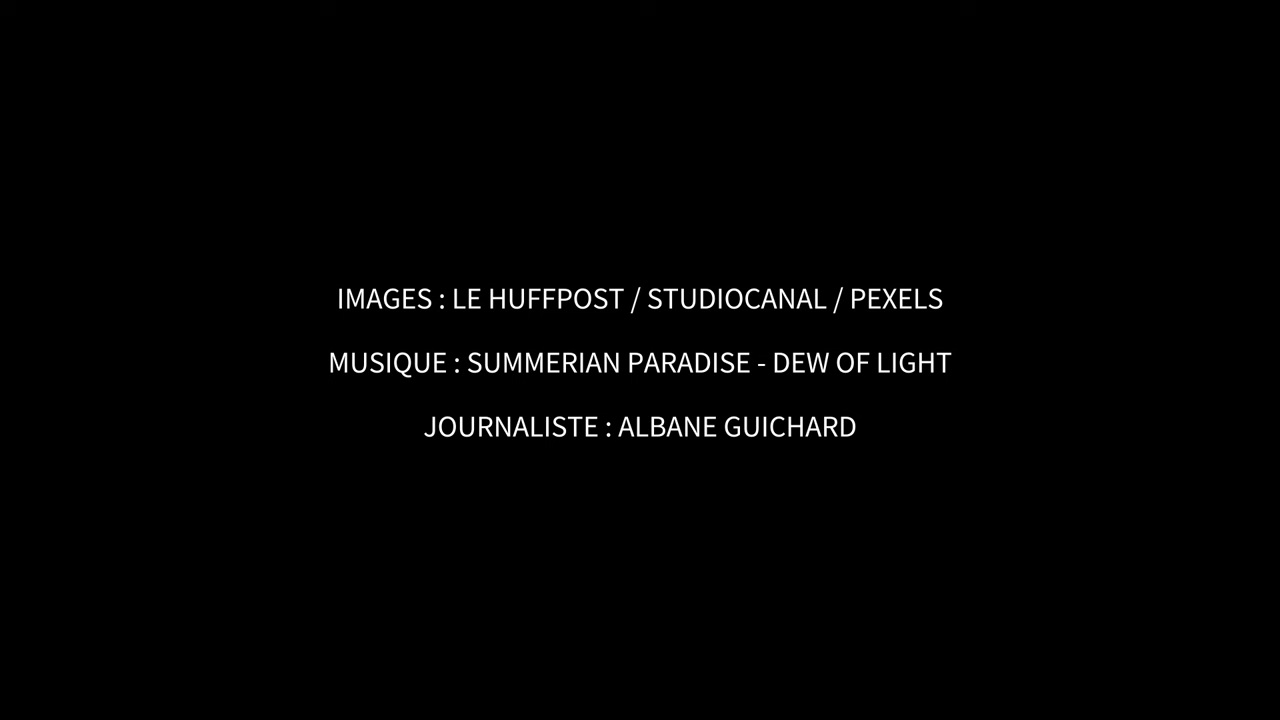 IMAGES : LE HUFFPOST / STUDIOCANAL / PEXELS
MUSIQUE : SUMMERIAN PARADISE - DEW OF LIGHT
JOURNALISTE : ALBANE GUICHARD